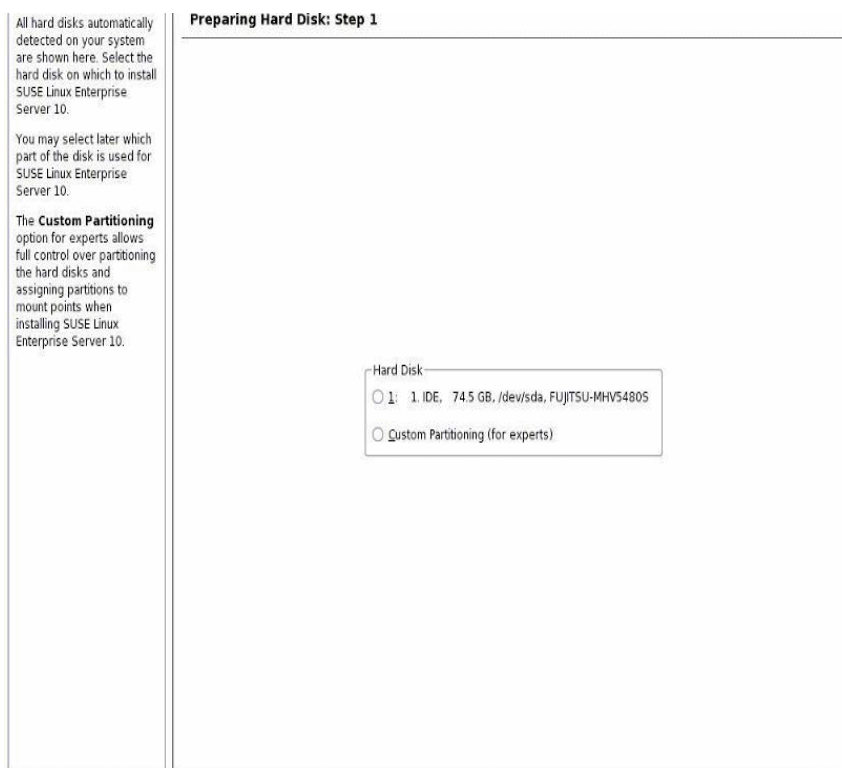 All hard disks automatically
detected on your system
are shown here. Select the
hard disk on which to install
SUSE Linux Enterprise
Server 10.
You may select later which
part of the disk is used for
SUSE Linux Enterprise
Server 10.
The Custom Partitioning
option for experts allows
full control over partitioning
the hard disks and
assigning partitions to
mount points when
installing SUSE Linux
Enterprise Server 10.
Preparing Hard Disk: Step 1
Hard Disk
1: 1. IDE, 74.5 GB, /dev/sda, FUJITSU-MHV5480S
Custom Partitioning (for experts)